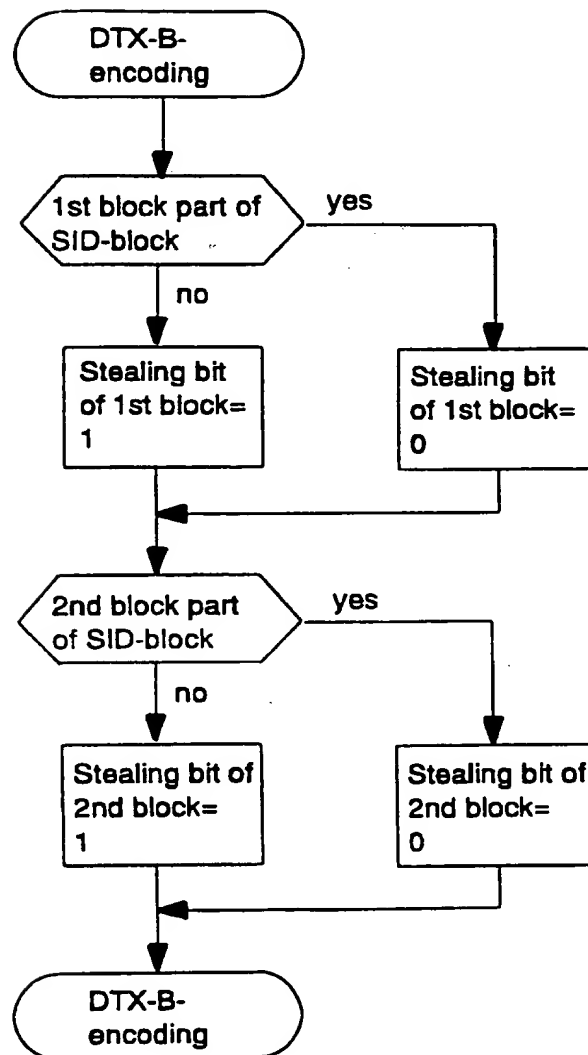 DTX-B-
encoding
1st block part of
SID-block
yes
no
Stealing bit
of 1st block=
1
Stealing bit
of 1st block=
0
2nd block part
of SID-block
yes
no
Stealing bit of
2nd block=
1
Stealing bit of
2nd block=
0
DTX-B-
encoding